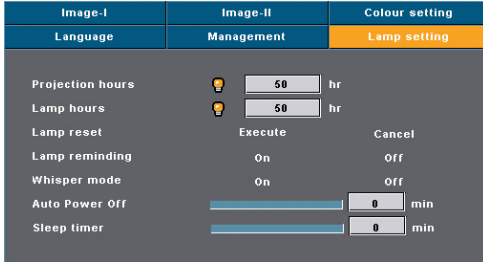 Image-I Image-II Colour setting
Language Management Lamp setting
Projection hours 50 hr
Lamp hours 50 hr
Lamp reset Execute Cancel
Lamp reminding On Off
Whisper mode On Off
Auto Power Off 0 min
Sleep timer 0 min